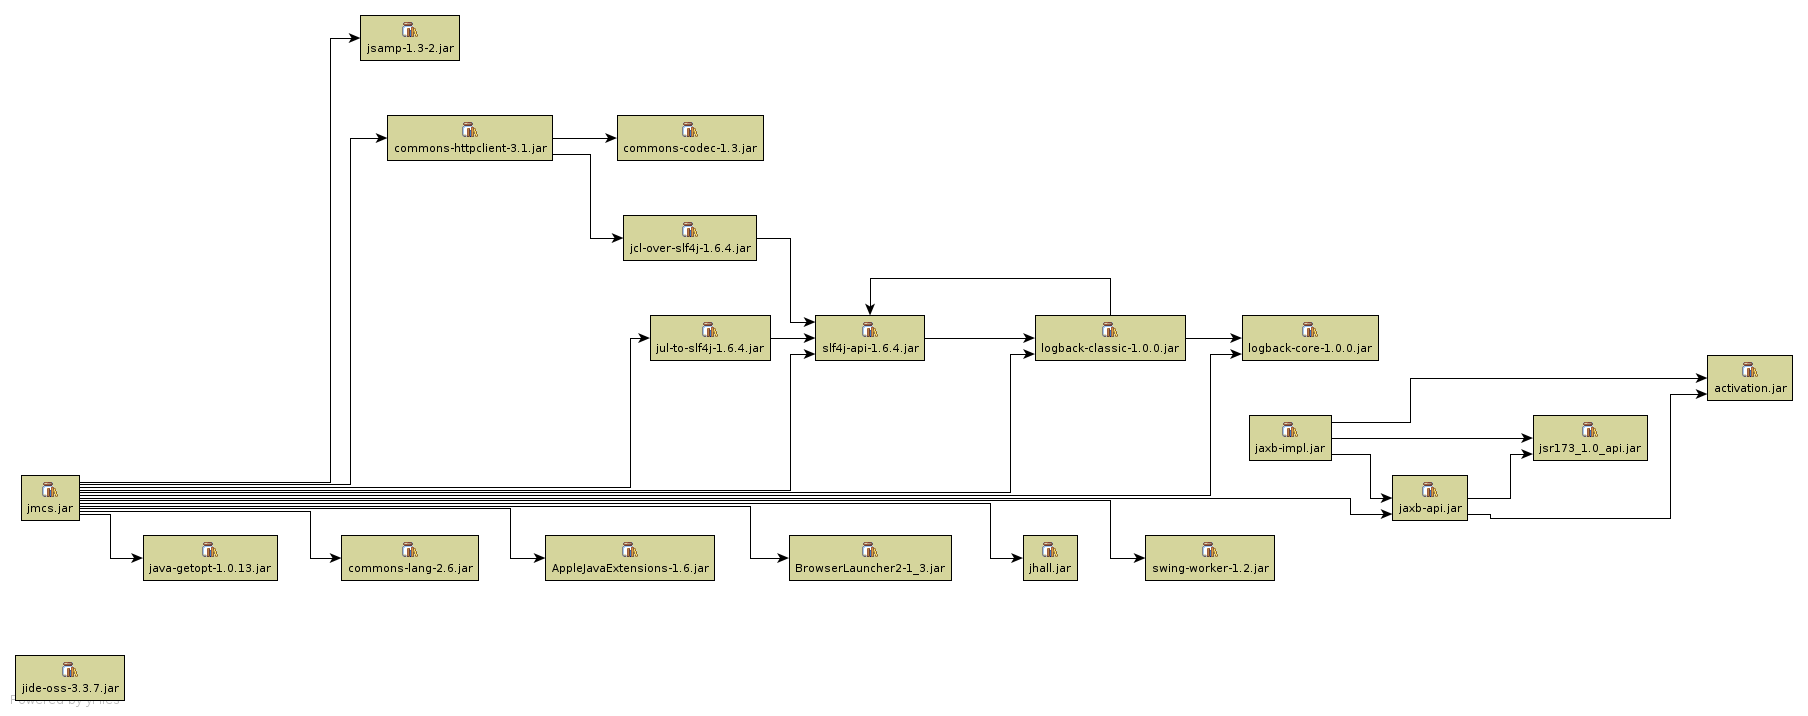 jsamp-1.3-2.jar
commons-httpclient-3.1.jar
commons-codec-1.3.jar
jcl-over-slf4j-1.6.4.jar
jul-to-slf4j-1.6.4.jar
slf4j-api-1.6.4.jar
logback-classic-1.0.0.jar
logback-core-1.0.0.jar
activation.jar
jaxb-impl.jar
jsr173_1.0_api.jar
jmcs.jar
jaxb-api.jar
java-getopt-1.0.13.jar
commons-lang-2.6.jar
AppleJavaExtensions-1.6.jar
BrowserLauncher2-1_3.jar
jhall.jar
swing-worker-1.2.jar
jide-oss-3.3.7.jar
Powered by yFiles